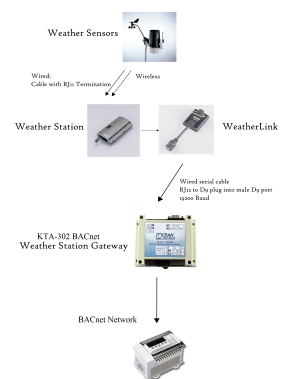 Weather Sensors
Wired:
Cable with RJ11 Termination
Wireless
Weather Station
WeatherLink
Wired serial cable
RJ12 to D9 plug into male D9 port
19200 Baud
KTA-302 BACnet
Weather Station Gateway
OCEAN
BACnet Network